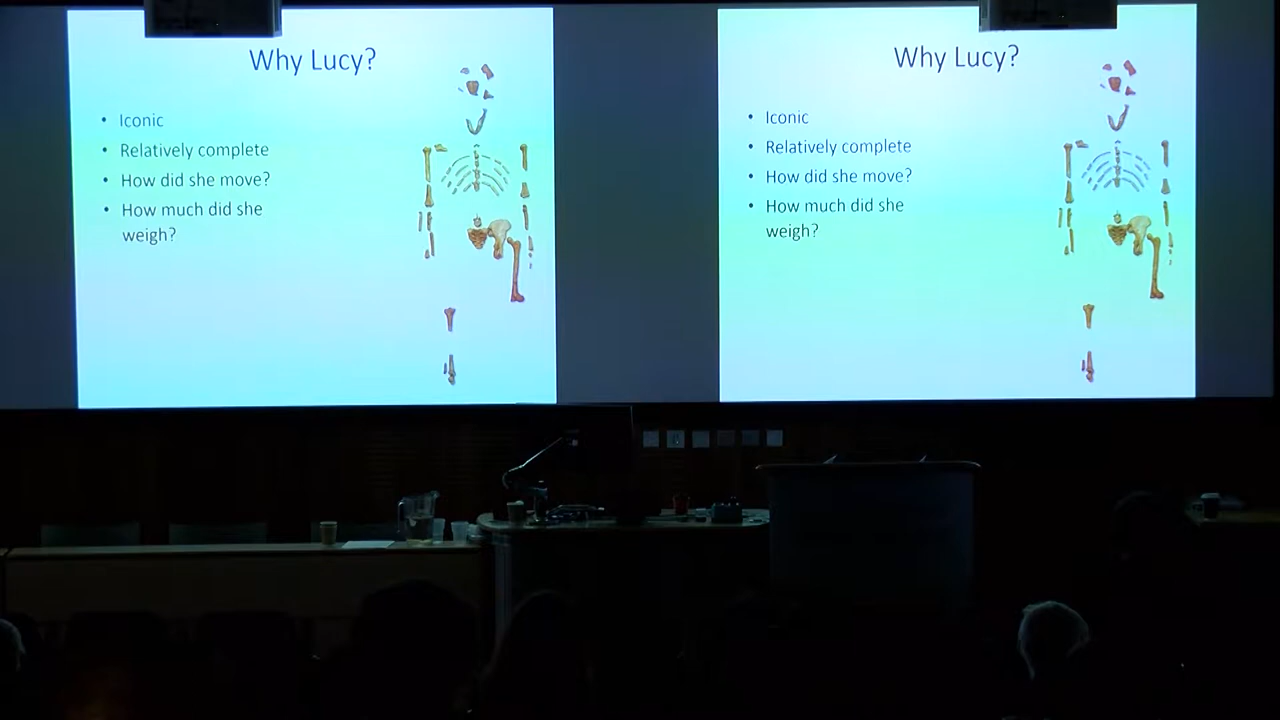 Why Lucy?
• Iconic
• Relatively complete
• How did she move?
• How much did she
weigh?
Why Lucy?
• Iconic
• Relatively complete
• How did she move?
• How much did she
weigh?